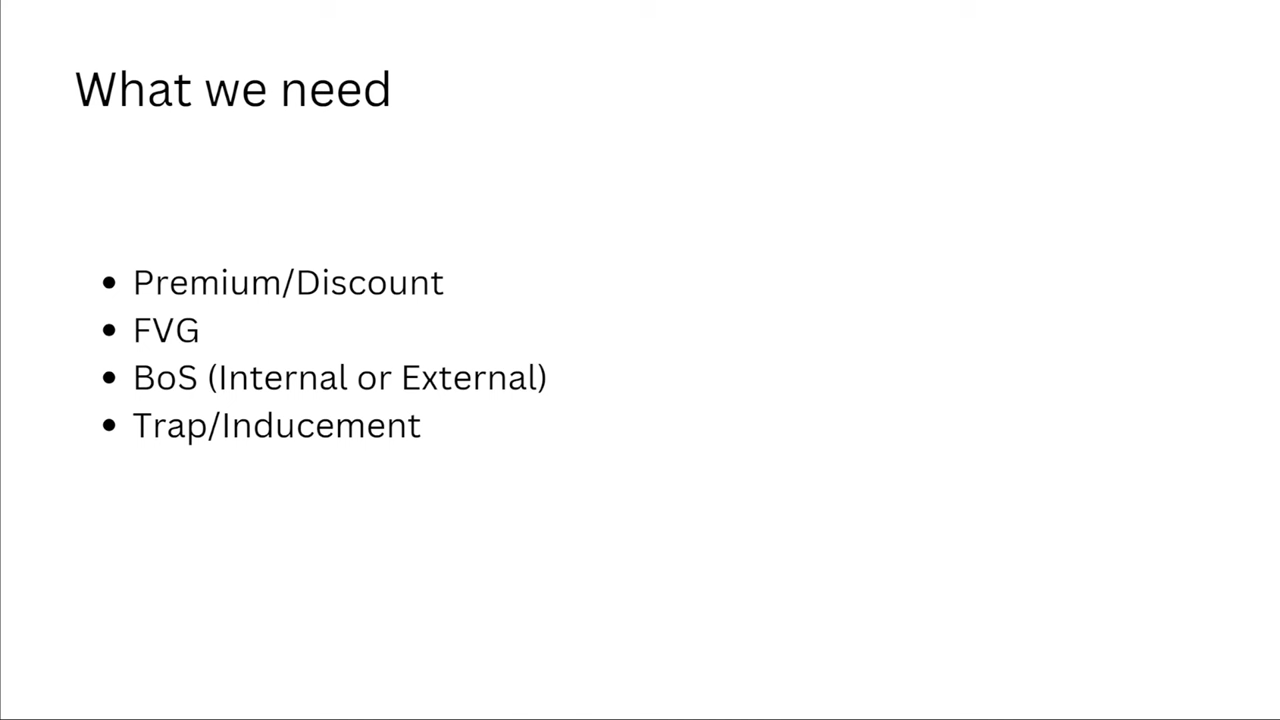 What we need
• Premium/Discount
• FVG
• BoS (Internal or External)
• Trap/Inducement